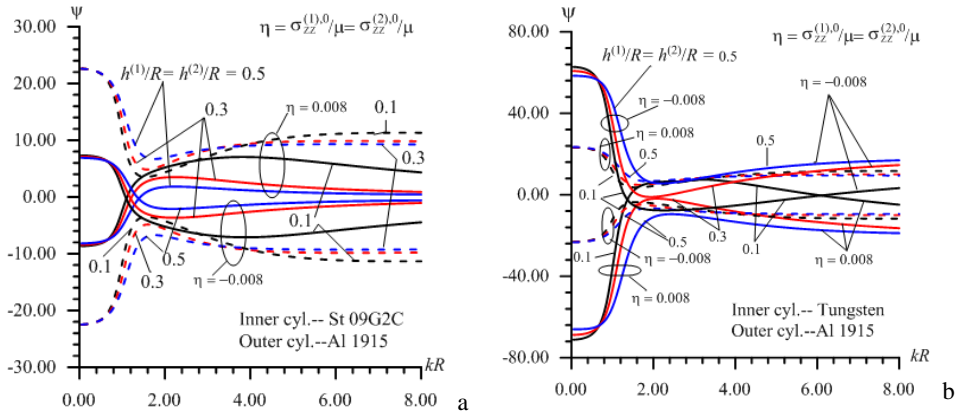 ψ
30.00
η = σzz(1),0/μ= σzz(2),0/μ
h(1)/R= h(2)/R = 0.5
20.00
0.3
η = 0.008
0.1
10.00
0.3
0.00
0.1
-10.00
0.1
0.3
0.5
η = −0.008
-20.00
Inner cyl.-- St 09G2C
Outer cyl.--Al 1915
-30.00
kR
0.00
2.00
4.00
6.00
8.00
a
ψ
80.00
η = σzz(1),0/μ= σzz(2),0/μ
h(1)/R= h(2)/R = 0.5
η = −0.008
40.00
η = −0.008
η = 0.008
0.5
0.5
0.1
0.00
0.1
0.5
0.3
0.1
η = 0.008
η = −0.008
-40.00
η = 0.008
Inner cyl.-- Tungsten
Outer cyl.--Al 1915
-80.00
kR
0.00
2.00
4.00
6.00
8.00
b